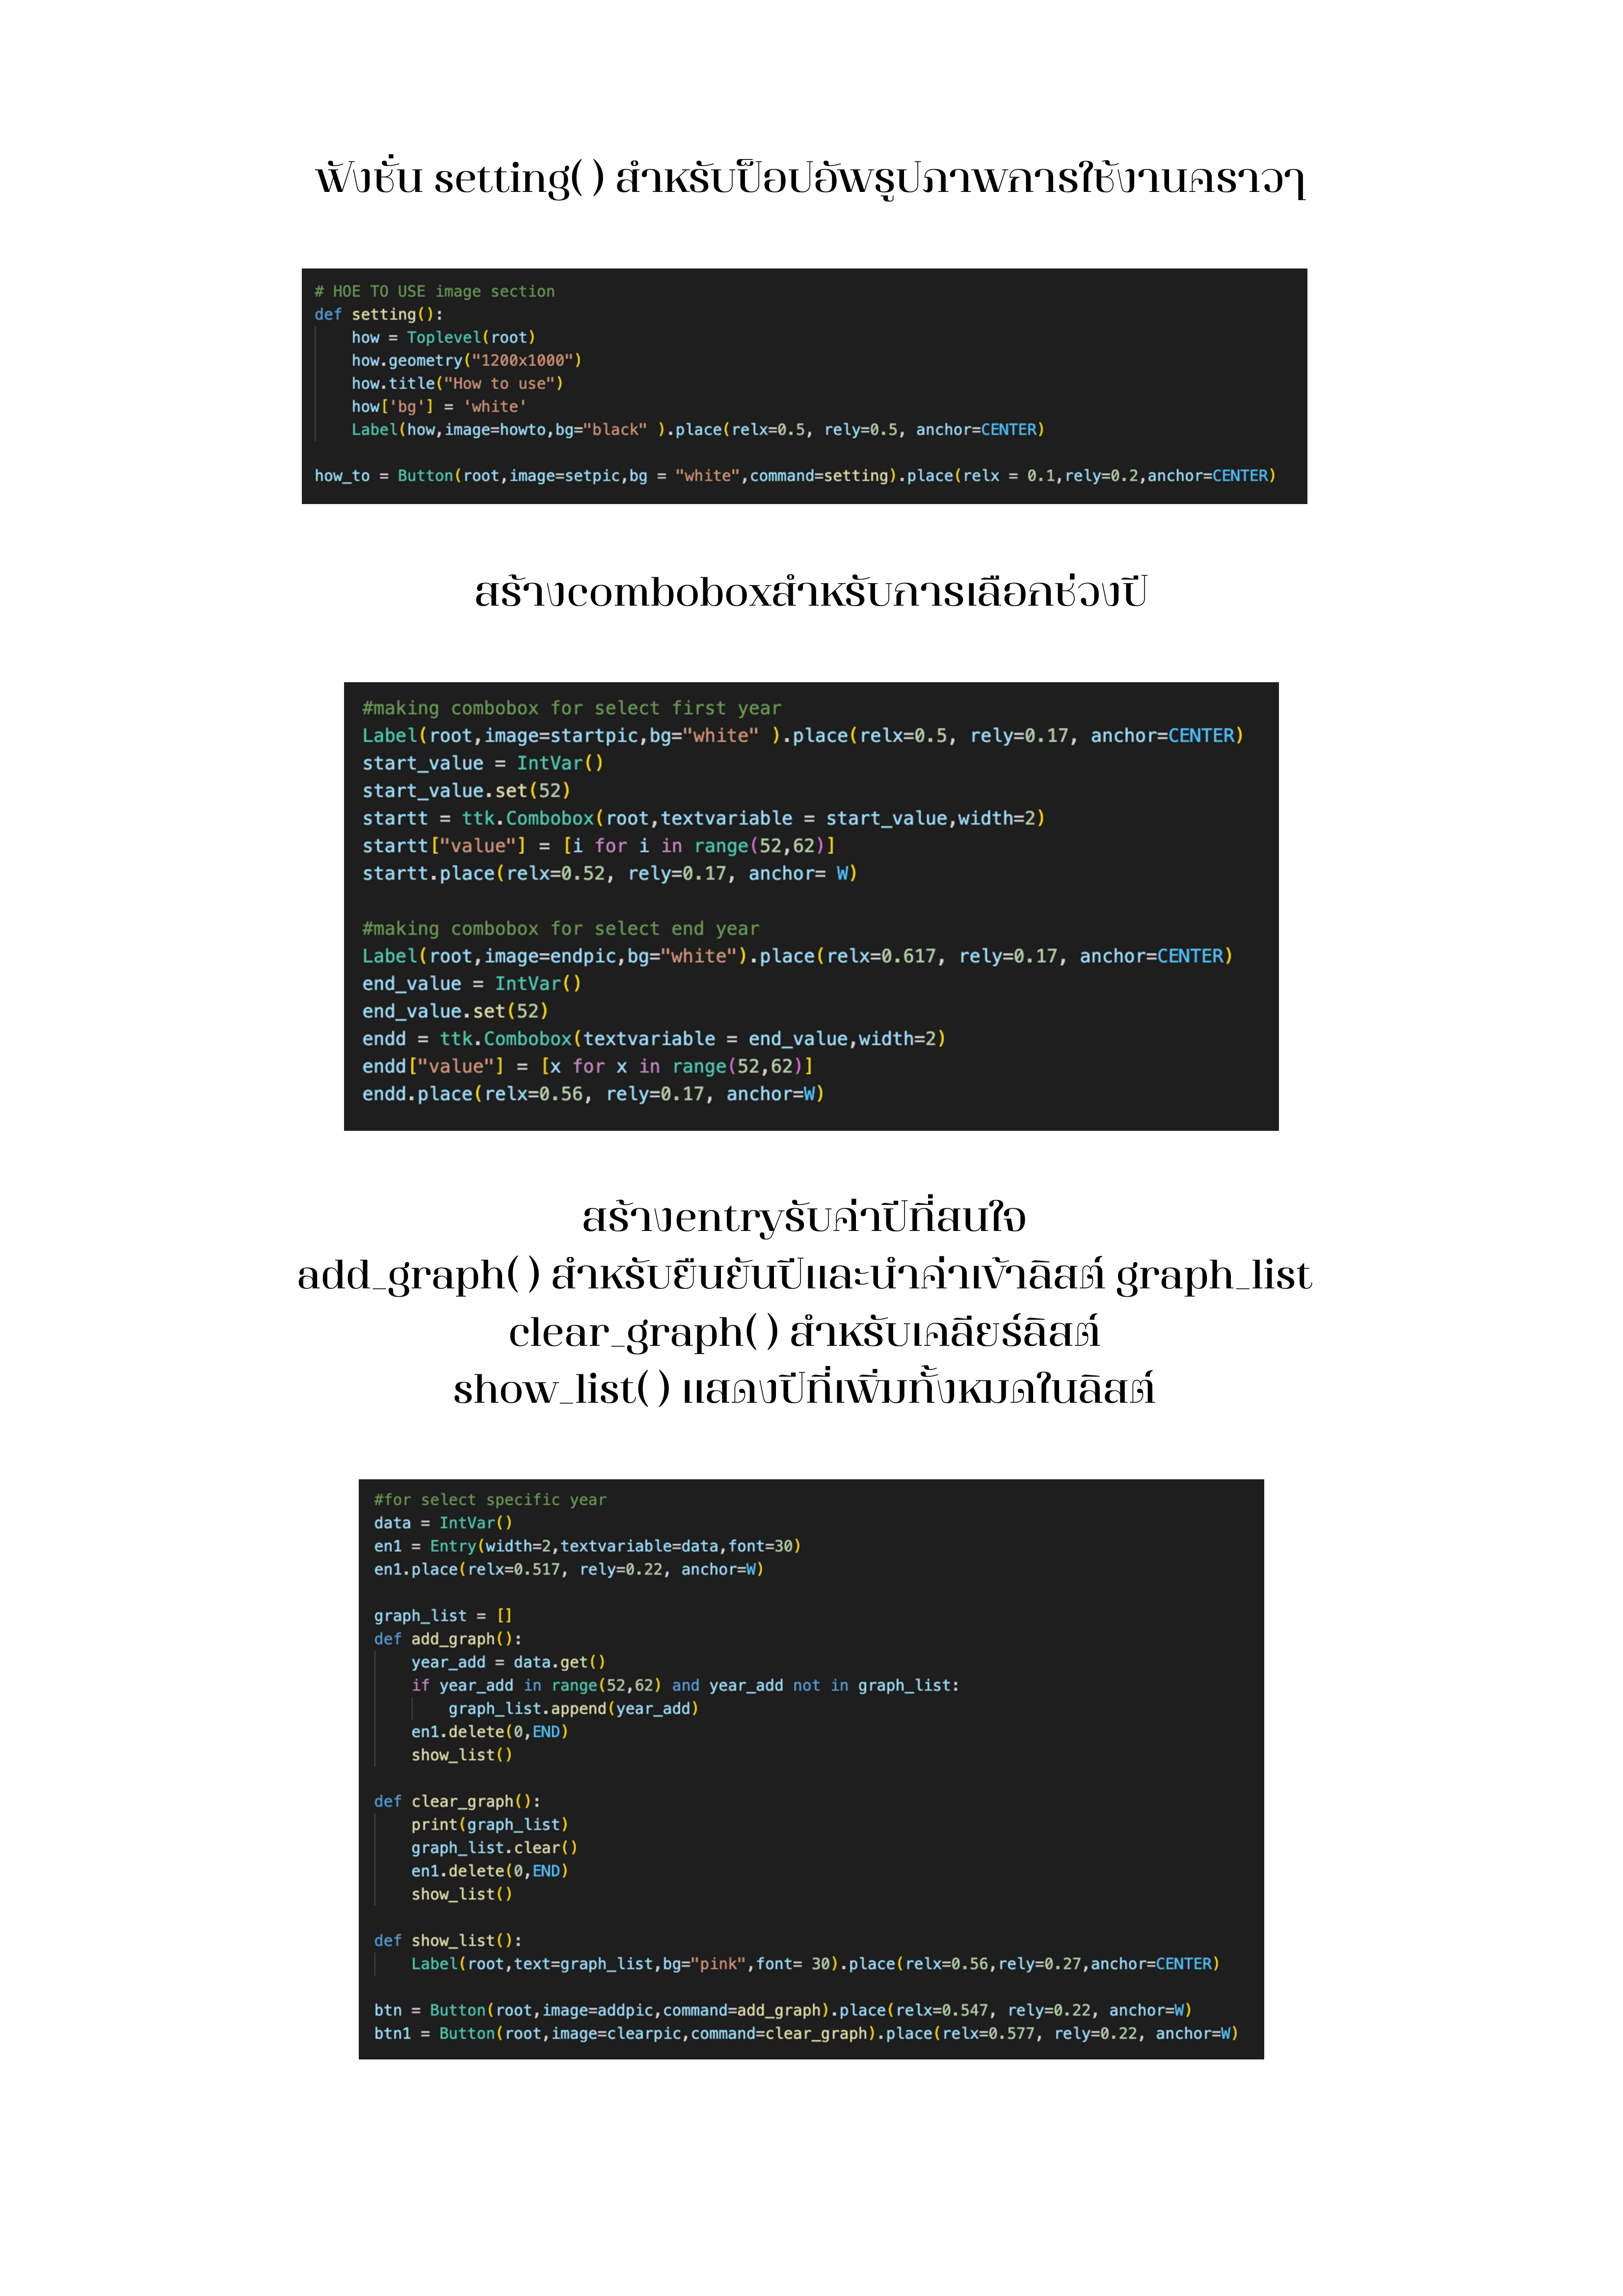 ฟังชั่น setting( ) สำหรับป็อปอัพรูปภาพการใช้งานคราวๆ
# HOE TO USE image section
def setting():
    how = Toplevel(root)
    how.geometry("1200x1000")
    how.title("How to use")
    how['bg'] = 'white'
    Label(how,image=howto,bg="black" ).place(relx=0.5, rely=0.5, anchor=CENTER)
how_to = Button(root,image=setpic,bg = "white",command=setting).place(relx = 0.1,rely=0.2,anchor=CENTER)
สร้างcomboboxสำหรับการเลือกช่วงปี
#making combobox for select first year
Label(root,image=startpic,bg="white" ).place(relx=0.5, rely=0.17, anchor=CENTER)
start_value = IntVar()
start_value.set(52)
startt = ttk.Combobox(root,textvariable = start_value,width=2)
startt["value"] = [i for i in range(52,62)]
startt.place(relx=0.52, rely=0.17, anchor= W)
#making combobox for select end year
Label(root,image=endpic,bg="white").place(relx=0.617, rely=0.17, anchor=CENTER)
end_value = IntVar()
end_value.set(52)
endd = ttk.Combobox(textvariable = end_value,width=2)
endd["value"] = [x for x in range(52,62)]
endd.place(relx=0.56, rely=0.17, anchor=W)
สร้างentryรับค่าปีที่สนใจ
add_graph( ) สำหรับยืนยันปีและนำค่าเข้าลิสต์ graph_list
clear_graph( ) สำหรับเคลียร์ลิสต์
show_list( ) แสดงปีที่เพิ่มทั้งหมดในลิสต์
#for select specific year
data = IntVar()
en1 = Entry(width=2,textvariable=data,font=30)
en1.place(relx=0.517, rely=0.22, anchor=W)
graph_list = []
def add_graph():
    year_add = data.get()
    if year_add in range(52,62) and year_add not in graph_list:
        graph_list.append(year_add)
    en1.delete(0,END)
    show_list()
def clear_graph():
    print(graph_list)
    graph_list.clear()
    en1.delete(0,END)
    show_list()
def show_list():
    Label(root,text=graph_list,bg="pink",font= 30).place(relx=0.56,rely=0.27,anchor=CENTER)
btn = Button(root,image=addpic,command=add_graph).place(relx=0.547, rely=0.22, anchor=W)
btn1 = Button(root,image=clearpic,command=clear_graph).place(relx=0.577, rely=0.22, anchor=W)